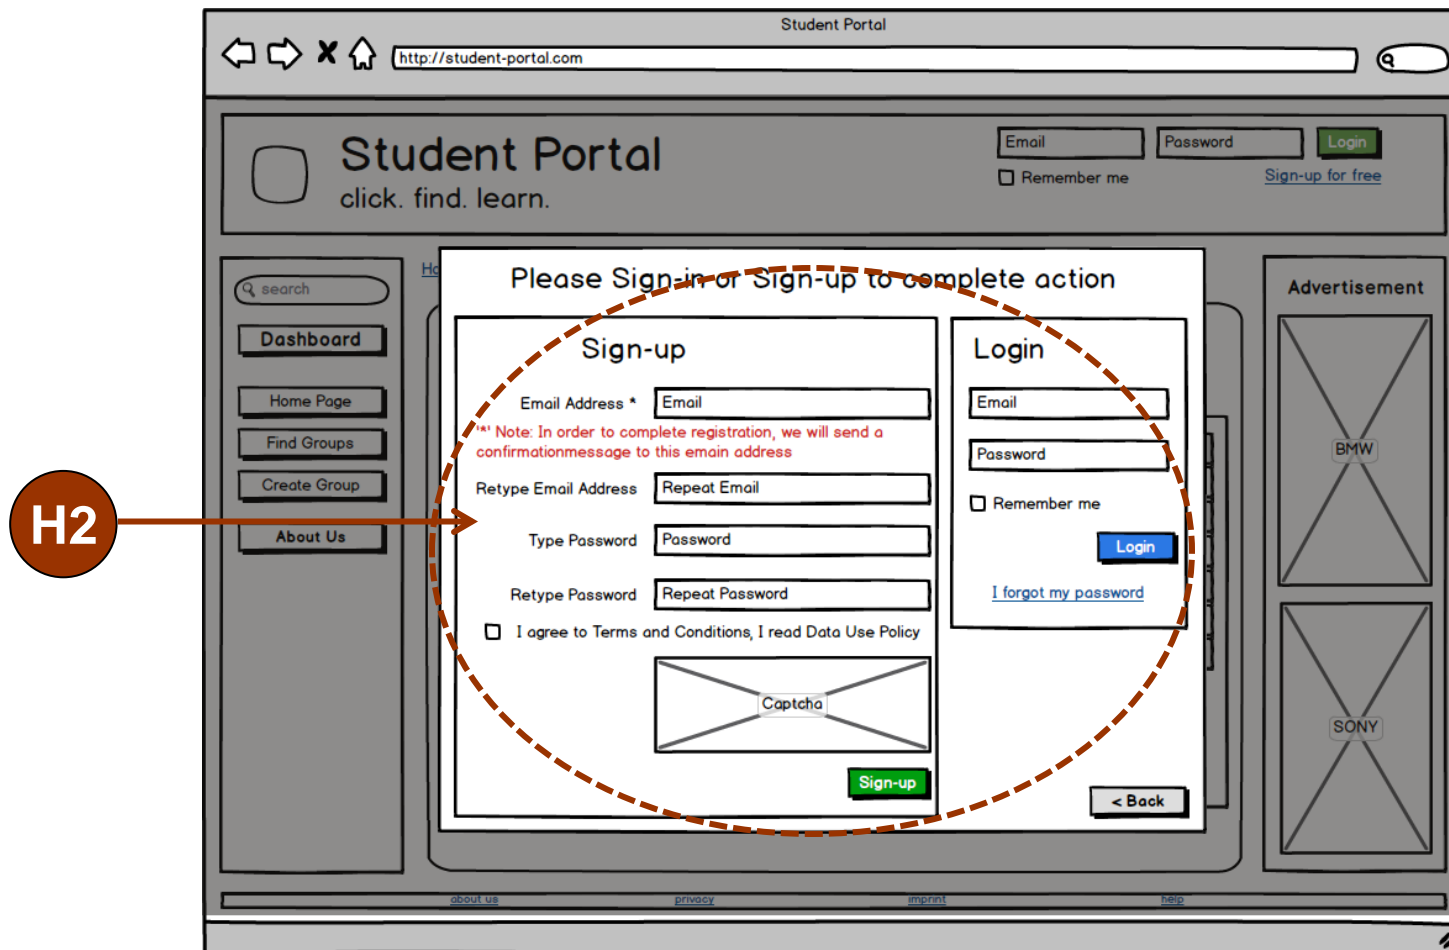 Student Portal
http://student-portal.com
Student Portal
click. find. learn.
Email
Password
Login
Remember me
Sign-up for free
search
Dashboard
Home Page
Find Groups
Create Group
About Us
H2
Please Sign-in or Sign-up to complete action
Sign-up
Email Address *
Email
'*' Note: In order to complete registration, we will send a
confirmationmessage to this emain address
Retype Email Address
Repeat Email
Type Password
Password
Retype Password
Repeat Password
I agree to Terms and Conditions, I read Data Use Policy
Captcha
Sign-up
Login
Email
Password
Remember me
Login
I forgot my password
< Back
Advertisement
BMW
SONY
about us
privacy
imprint
help